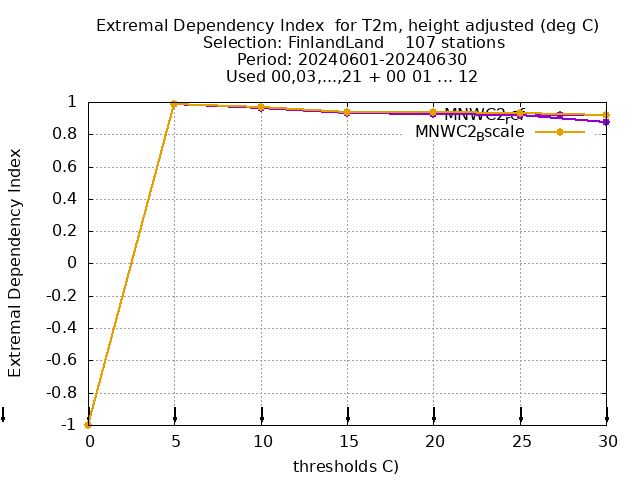 Extremal Dependency Index  for T2m, height adjusted (deg C)
Selection: FinlandLand    107 stations
Period: 20240601-20240630
Used 00,03,...,21 + 00 01 ... 12
Extremal Dependency Index
1
0.8
0.6
0.4
0.2
0
-0.2
-0.4
-0.6
-0.8
-1
MNWC2
MNWC2_Bscale
0 5 10 15 20 25 30
thresholds C)